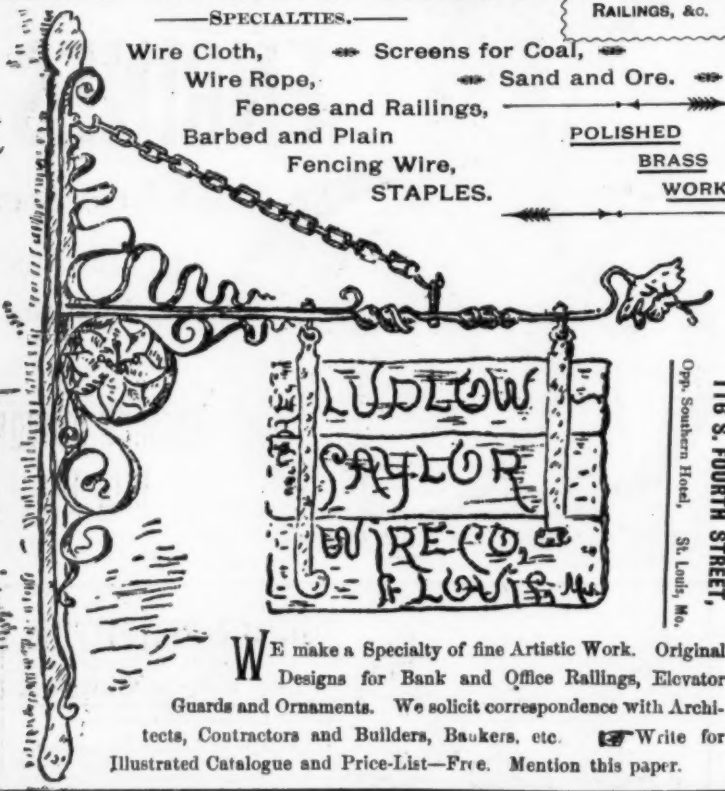 SPECIALTIES.
RAILINGS, &c.
Wire Cloth,
Screens for Coal,
Wire Rope,
Sand and Ore.
Fences and Railings,
Barbed and Plain
Fencing Wire,
STAPLES.
POLISHED
BRASS
WORK
LUDLOW
SAYLOR
WIRE CO,
ST LOUIS, Mo.
S. FOURTH STREET,
Opp. Southern Hotel, St. Louis, Mo.
WE make a Specialty of fine Artistic Work. Original
Designs for Bank and Office Railings, Elevator
Guards and Ornaments. We solicit correspondence with Archi-
tects, Contractors and Builders, Bankers, etc. Write for
Illustrated Catalogue and Price-List—Free. Mention this paper.